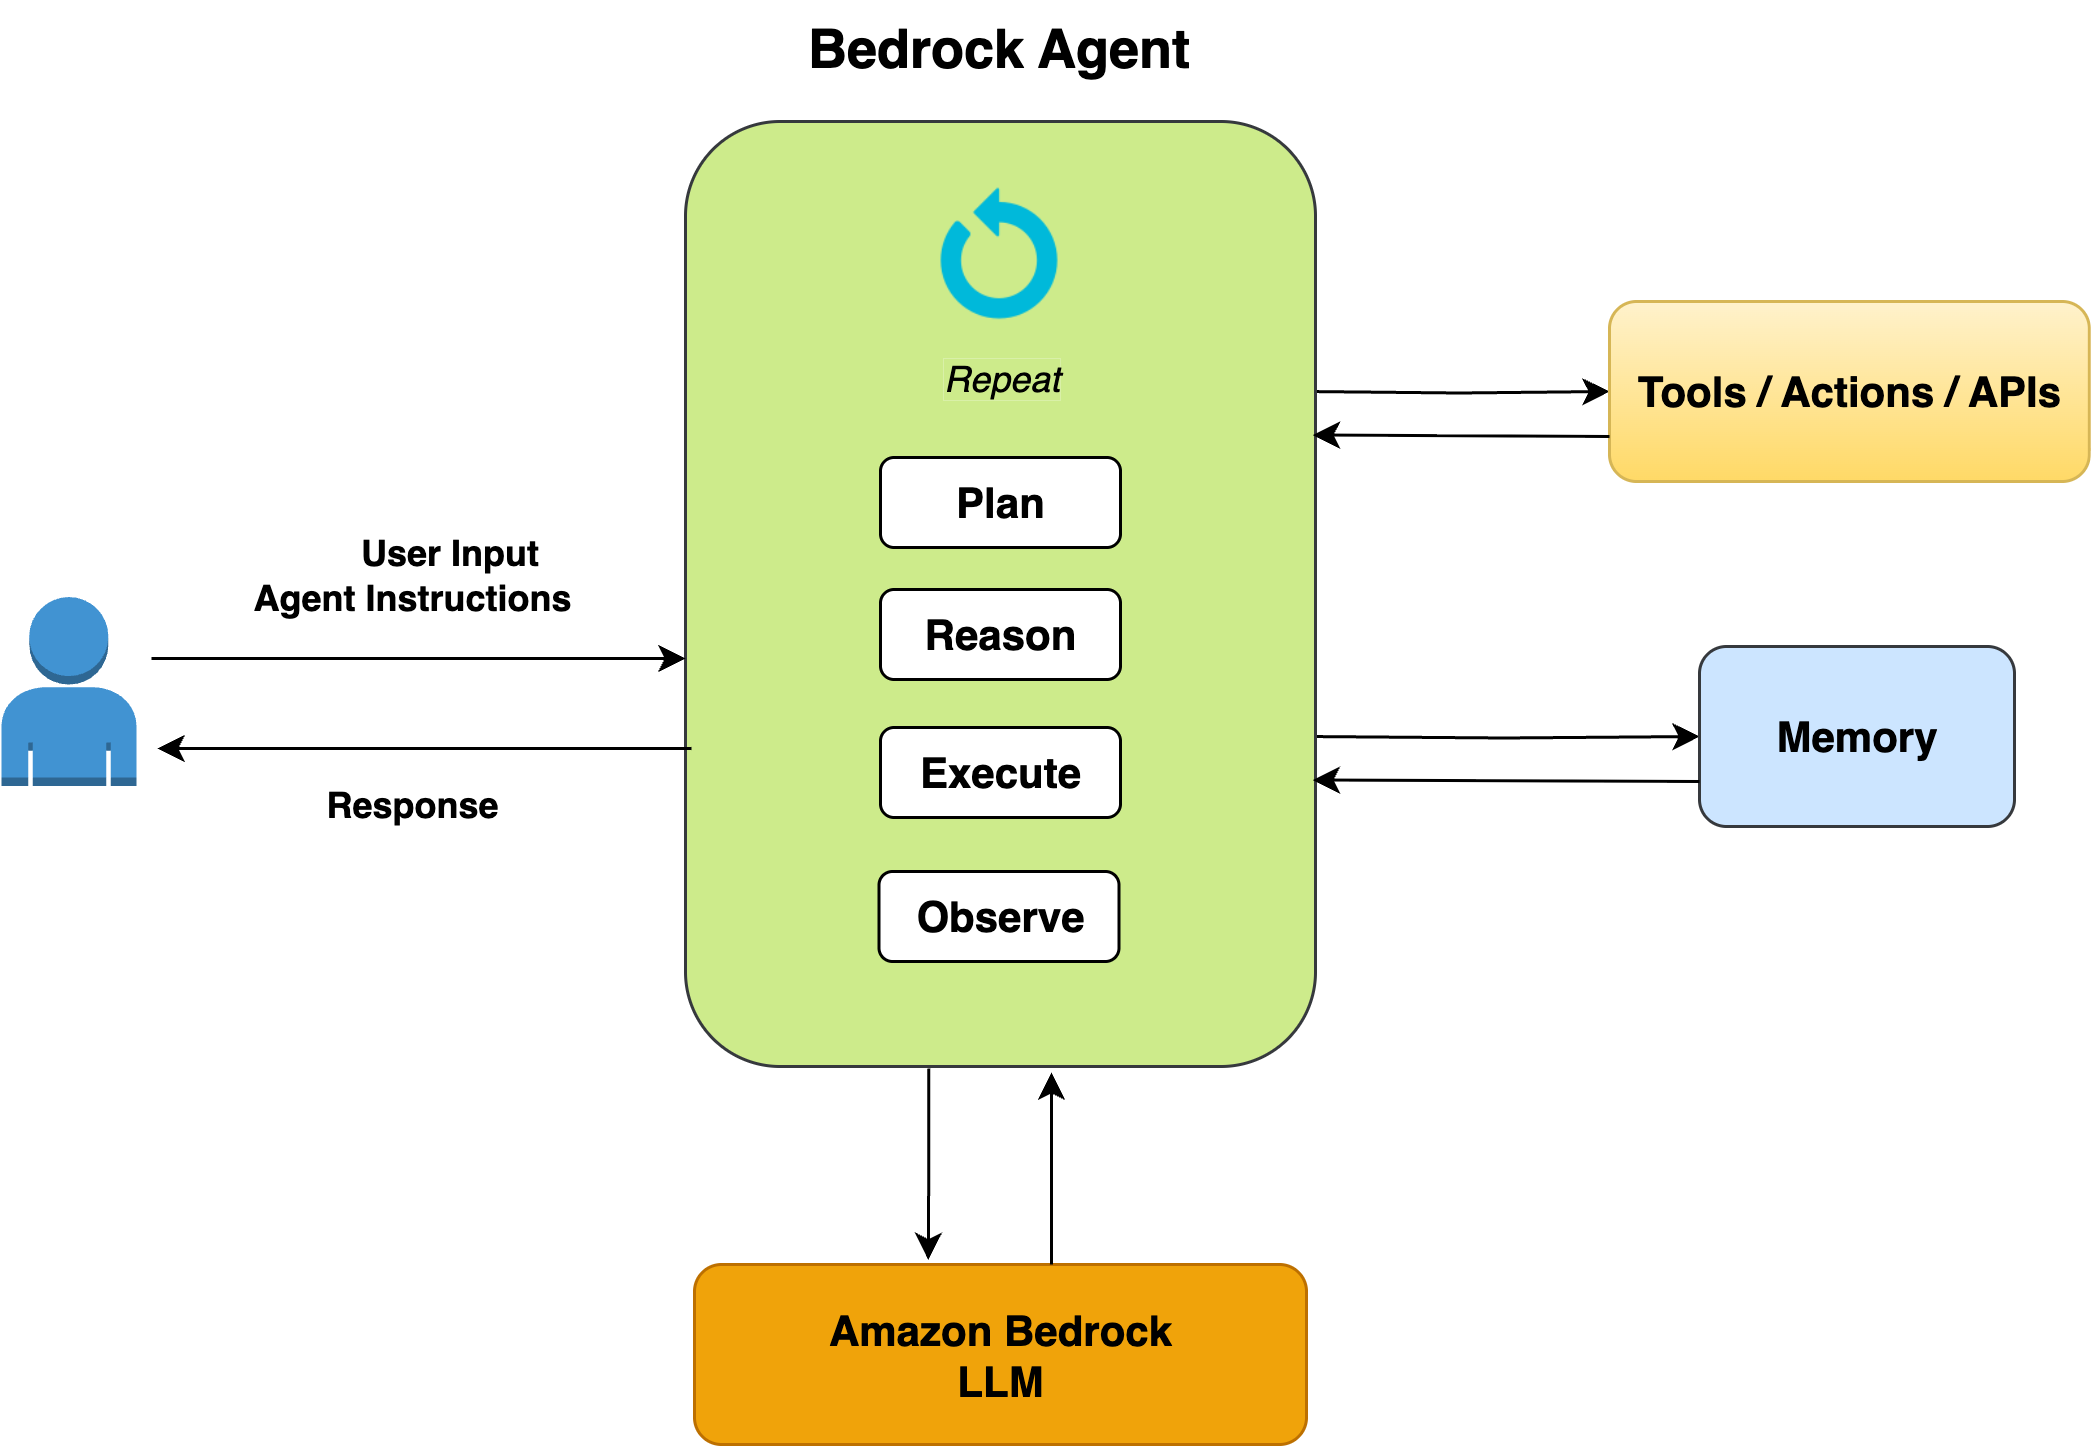 Bedrock Agent
Repeat
Tools / Actions / APIs
Plan
User Input
Agent Instructions
Reason
Memory
Execute
Response
Observe
Amazon Bedrock
LLM